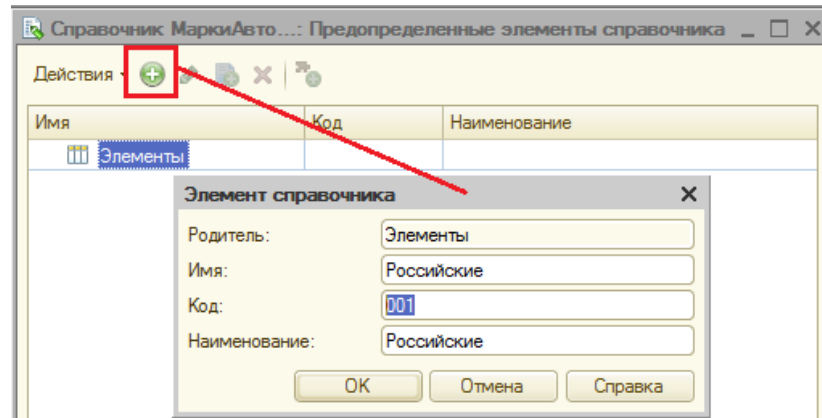 Справочник МаркиАвто...: Предопределенные элементы справочника
Действия
Имя Код Наименование
Элементы
Элемент справочника
Родитель: Элементы
Имя: Российские
Код: 001
Наименование: Российские
OK Отмена Справка